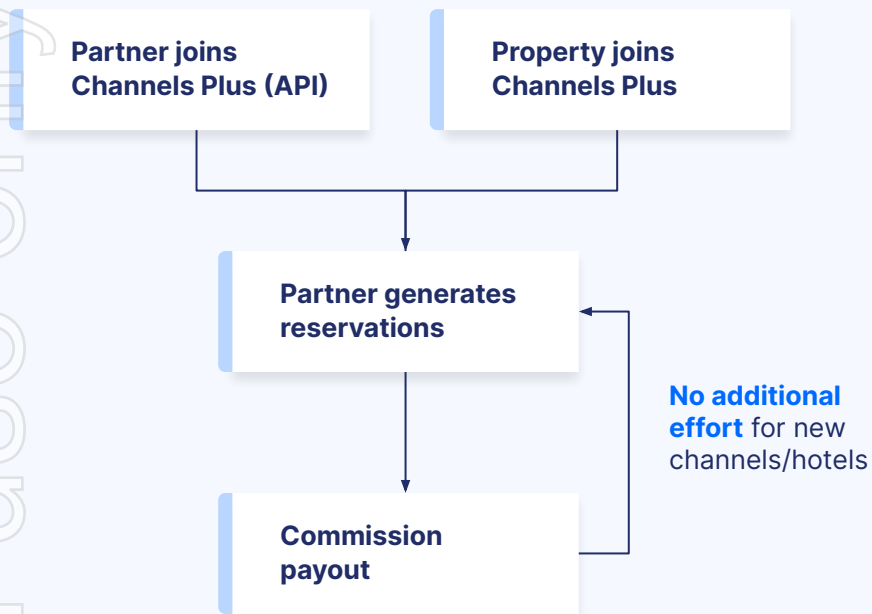 Partner joins
Channels Plus (API)
Property joins
Channels Plus
Partner generates
reservations
No additional
effort for new
channels/hotels
Commission
payout